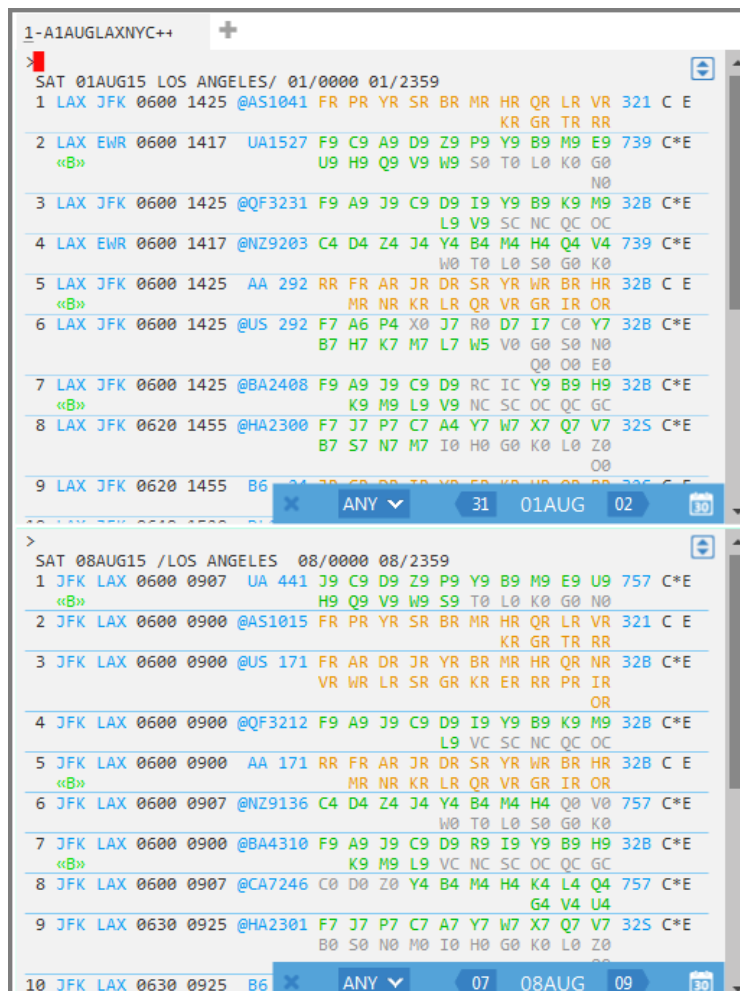 1-A1AUGLAXNYC++ +
>
SAT 01AUG15 LOS ANGELES/ 01/0000 01/2359
1 LAX JFK 0600 1425 @AS1041 FR PR YR SR BR MR HR QR LR VR 321 C E
KR GR TR RR
2 LAX EWR 0600 1417 UA1527 F9 C9 A9 D9 Z9 P9 Y9 B9 M9 E9 739 C*E
«B» U9 H9 Q9 V9 W9 S0 T0 L0 K0 G0
N0
3 LAX JFK 0600 1425 @QF3231 F9 A9 J9 C9 D9 I9 Y9 B9 K9 M9 32B C*E
L9 V9 SC NC QC OC
4 LAX EWR 0600 1417 @NZ9203 C4 D4 Z4 J4 Y4 B4 M4 H4 Q4 V4 739 C*E
W0 T0 L0 S0 G0 K0
5 LAX JFK 0600 1425 AA 292 RR FR AR JR DR SR YR WR BR HR 32B C E
«B» MR NR KR LR QR VR GR IR OR
6 LAX JFK 0600 1425 @US 292 F7 A6 P4 X0 J7 R0 D7 I7 C0 Y7 32B C*E
B7 H7 K7 M7 L7 W5 V0 G0 S0 N0
Q0 O0 E0
7 LAX JFK 0600 1425 @BA2408 F9 A9 J9 C9 D9 RC IC Y9 B9 H9 32B C*E
«B» K9 M9 L9 V9 NC SC OC QC GC
8 LAX JFK 0620 1455 @HA2300 F7 J7 P7 C7 A4 Y7 W7 X7 Q7 V7 32S C*E
B7 S7 N7 M7 I0 H0 G0 K0 L0 Z0
O0
9 LAX JFK 0620 1455 B6
ANY 31 01AUG 02 30
>
SAT 08AUG15 /LOS ANGELES 08/0000 08/2359
1 JFK LAX 0600 0907 UA 441 J9 C9 D9 Z9 P9 Y9 B9 M9 E9 U9 757 C*E
«B» H9 Q9 V9 W9 S9 T0 L0 K0 G0 N0
2 JFK LAX 0600 0900 @AS1015 FR PR YR SR BR MR HR QR LR VR 321 C E
KR GR TR RR
3 JFK LAX 0600 0900 @US 171 FR AR DR JR YR BR MR HR QR NR 32B C*E
VR WR LR SR GR KR ER RR PR IR
OR
4 JFK LAX 0600 0900 @QF3212 F9 A9 J9 C9 D9 I9 Y9 B9 K9 M9 32B C*E
L9 VC SC NC QC OC
5 JFK LAX 0600 0900 AA 171 RR FR AR JR DR SR YR WR BR HR 32B C E
«B» MR NR KR LR QR VR GR IR OR
6 JFK LAX 0600 0907 @NZ9136 C4 D4 Z4 J4 Y4 B4 M4 H4 Q0 V0 757 C*E
W0 T0 L0 S0 G0 K0
7 JFK LAX 0600 0900 @BA4310 F9 A9 J9 C9 D9 R9 I9 Y9 B9 H9 32B C*E
«B» K9 M9 L9 VC NC SC OC QC GC
8 JFK LAX 0600 0907 @CA7246 C0 D0 Z0 Y4 B4 M4 H4 K4 L4 Q4 757 C*E
G4 V4 U4
9 JFK LAX 0630 0925 @HA2301 F7 J7 P7 C7 A7 Y7 W7 X7 Q7 V7 32S C*E
B0 S0 N0 M0 I0 H0 G0 K0 L0 Z0
10 JFK LAX 0630 0925 B6
ANY 07 08AUG 09 30